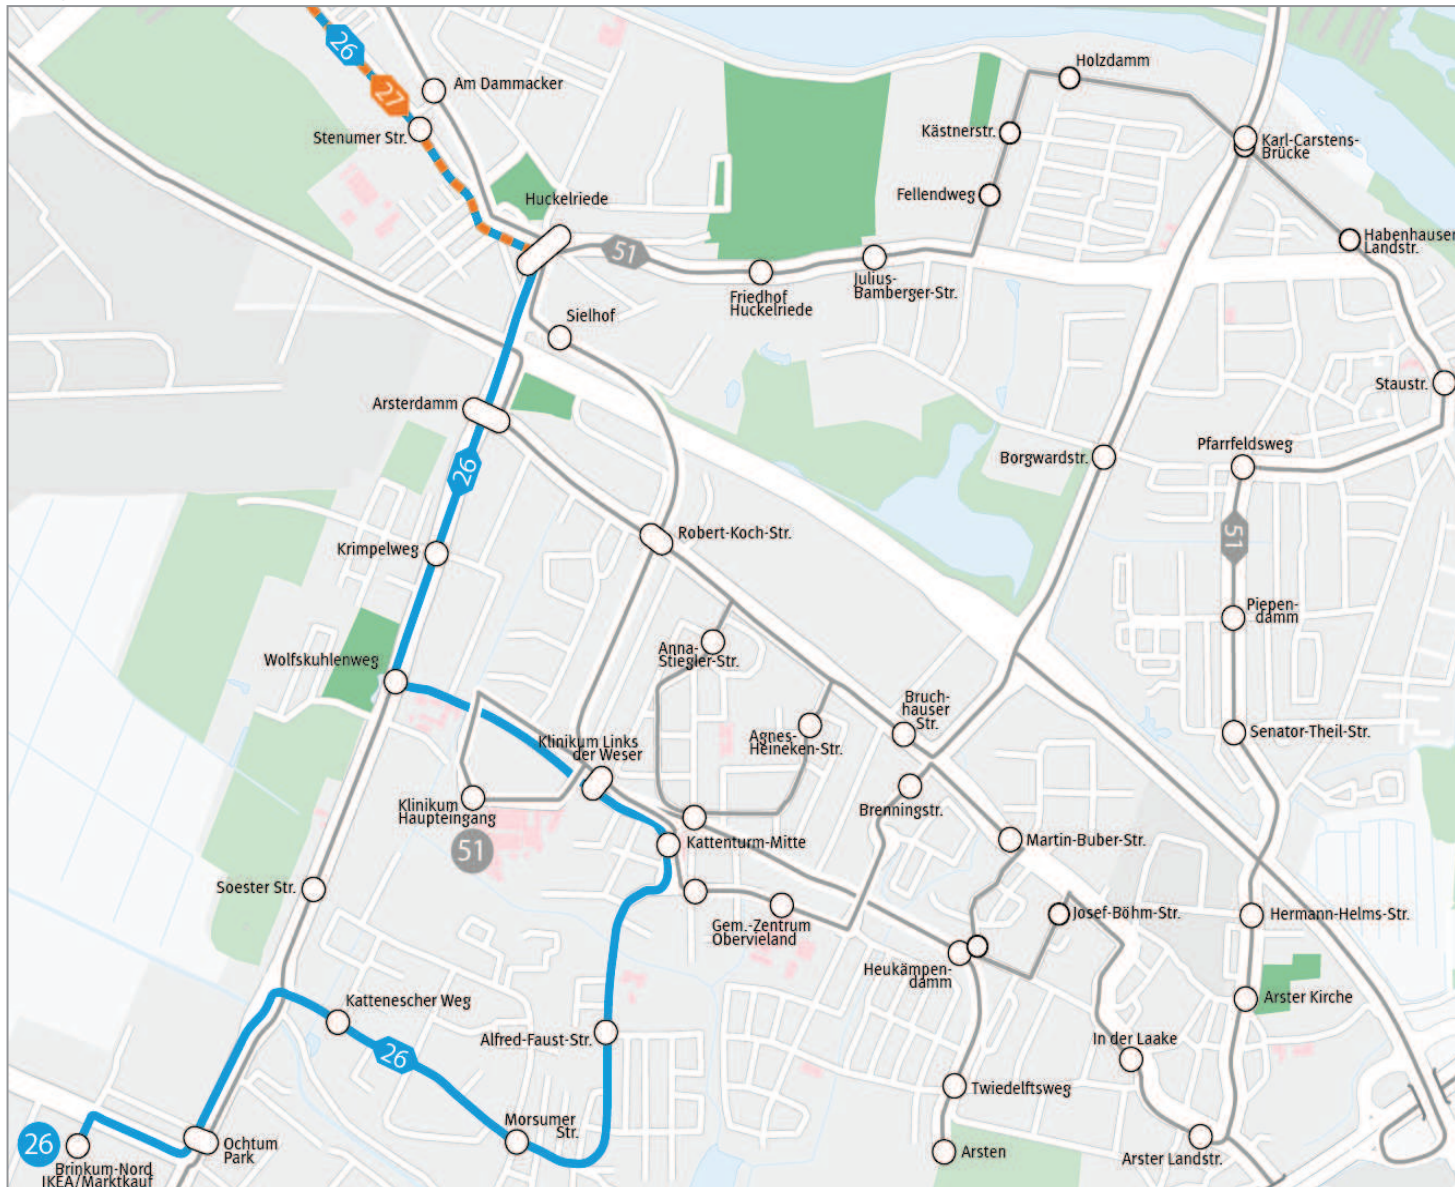 26
27
Am Dammacker
Stenumer Str.
Huckelriede
51
Holzdamm
Kästnerstr.
Karl-Carstens-
Brücke
Fellendweg
Habenhauser
Landstr.
Julius-
Bamberger-Str.
Friedhof
Huckelriede
Sielhof
Staustr.
Arsterdamm
Pfarrfeldsweg
Borgwardstr.
26
Robert-Koch-Str.
51
Krimpelweg
Piepen-
damm
Anna-
Stiegler-Str.
Wolfskuhlenweg
Bruch-
hauser
Str.
Agnes-
Heineken-Str.
Senator-Theil-Str.
Klinikum Links
der Weser
Klinikum
Haupteingang
Brenningstr.
51
Kattenturm-Mitte
Martin-Buber-Str.
Soester Str.
Gem.-Zentrum
Obervieland
Josef-Böhm-Str.
Hermann-Helms-Str.
Heukämpen-
damm
Kattenescher Weg
Arster Kirche
Alfred-Faust-Str.
In der Laake
26
Twiedelftsweg
Morsumer
Str.
26
Ochtum
Park
Arsten
Arster Landstr.
Brinkum-Nord
IKEA/Marktkauf